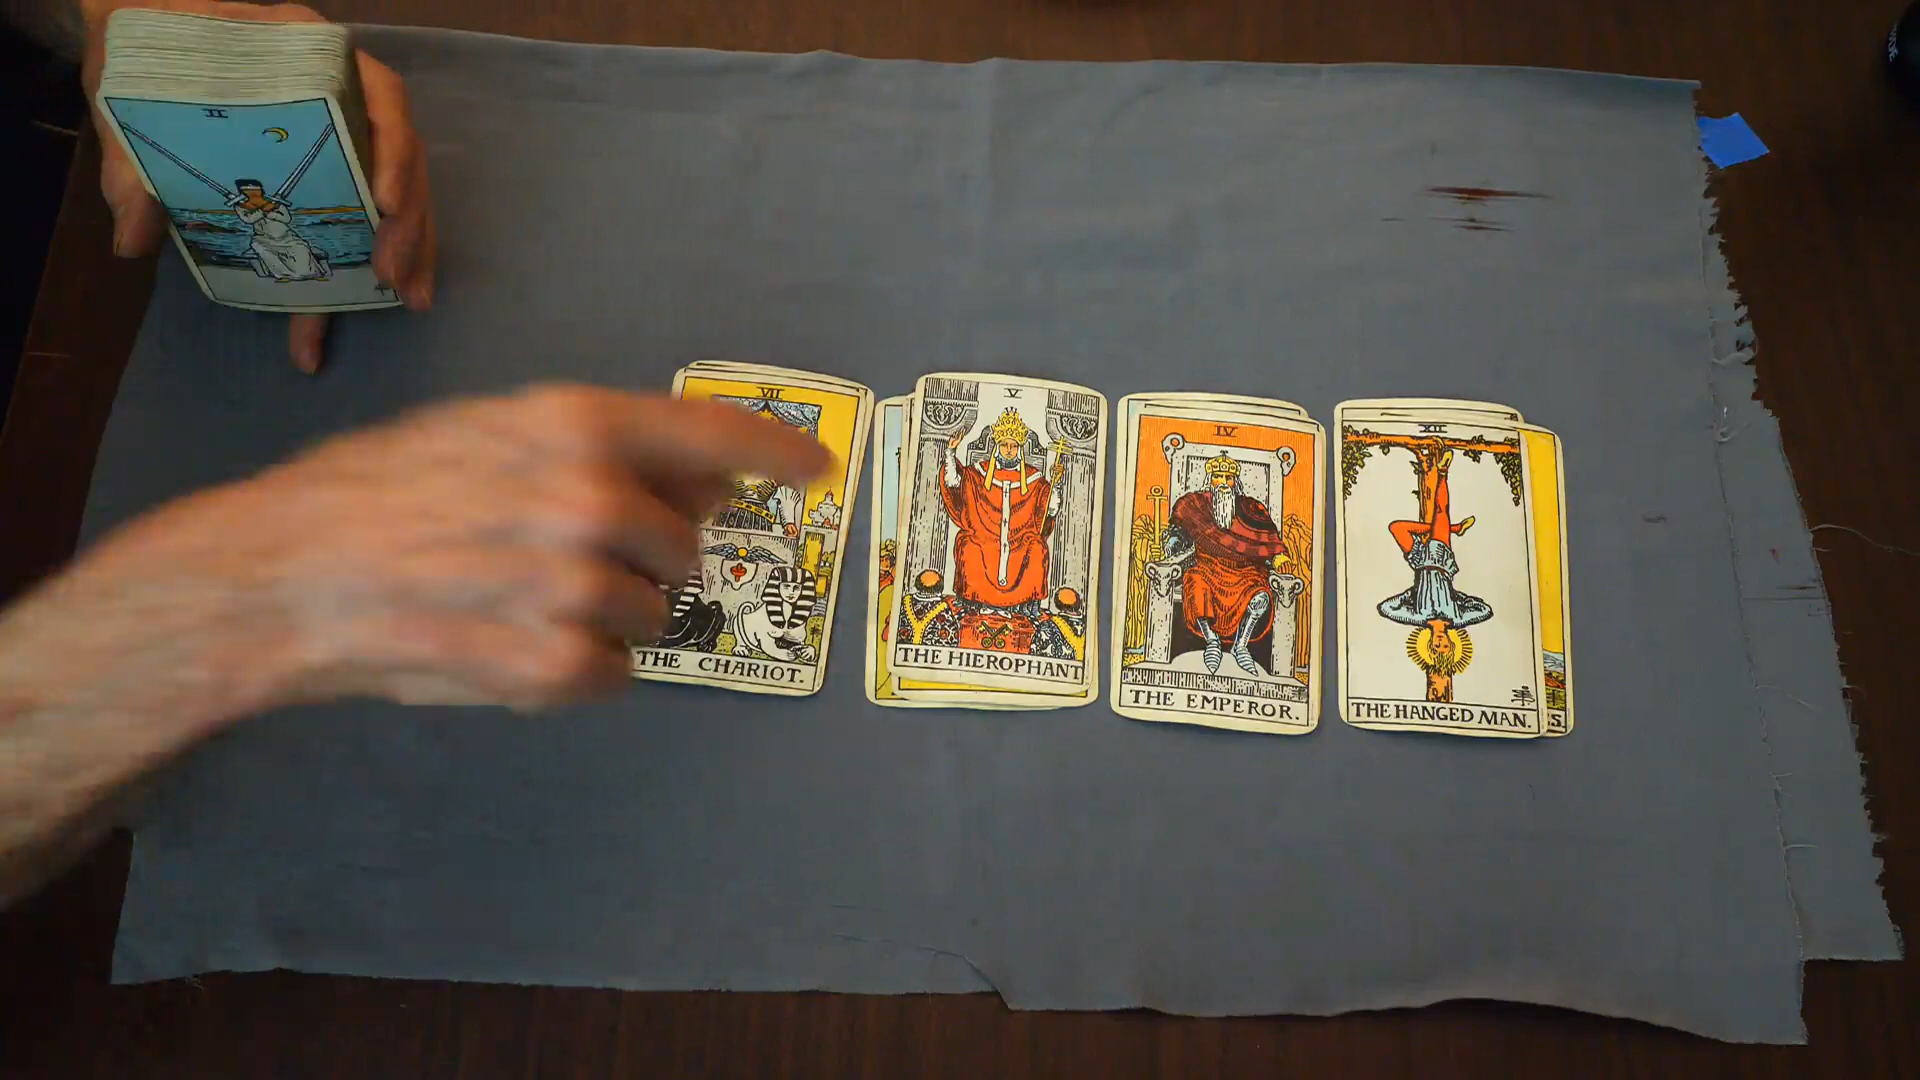 II
VII
THE CHARIOT.
V
THE HIEROPHANT
IV
THE EMPEROR.
XII
THE HANGED MAN.
S.